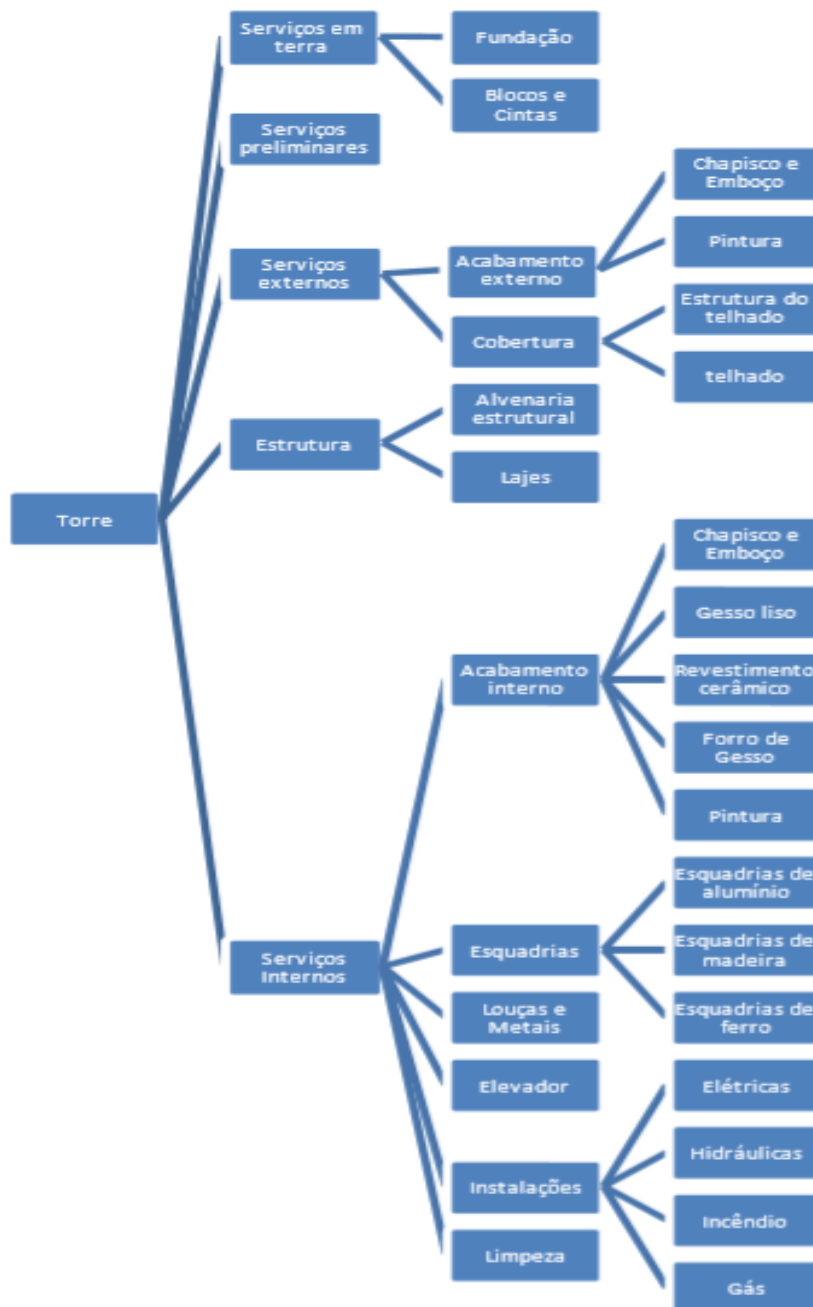 Serviços em
terra
Fundação
Blocos e
Cintas
Serviços
preliminares
Serviços
externos
Acabamento
externo
Chapisco e
Emboço
Pintura
Cobertura
Estrutura do
telhado
telhado
Estrutura
Alvenaria
estrutural
Lajes
Torre
Serviços
Internos
Acabamento
interno
Chapisco e
Emboço
Gesso liso
Revestimento
cerâmico
Forro de
Gesso
Pintura
Esquadrias
Esquadrias de
alumínio
Esquadrias de
madeira
Esquadrias de
ferro
Louças e
Metais
Elevador
Instalações
Elétricas
Hidráulicas
Incêndio
Gás
Limpeza